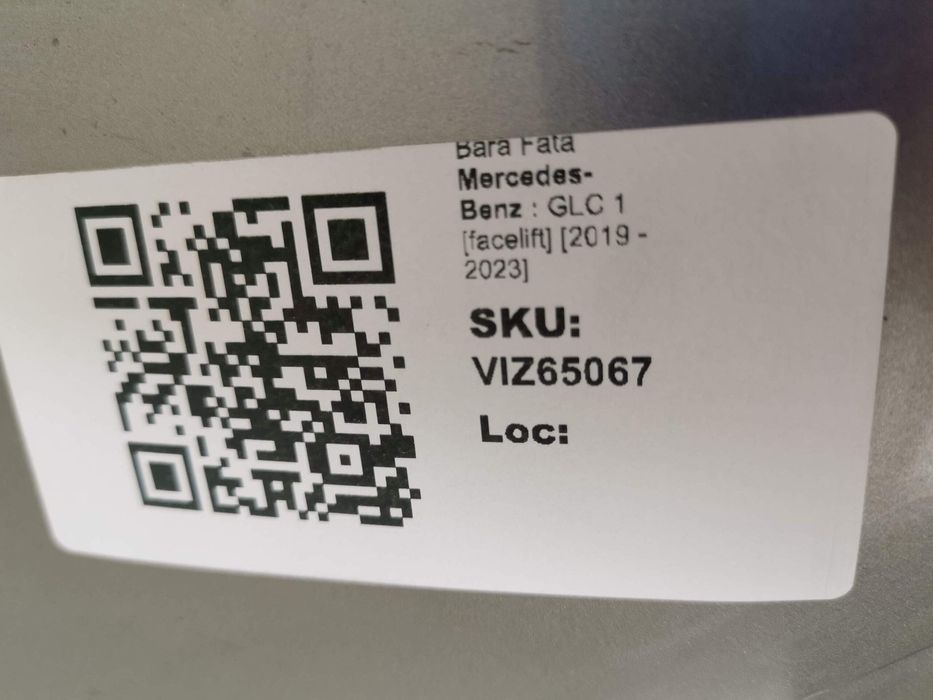 Bara Fata
Mercedes-
Benz : GLC 1
[facelift] [2019 -
2023]
SKU:
VIZ65067
Loc: